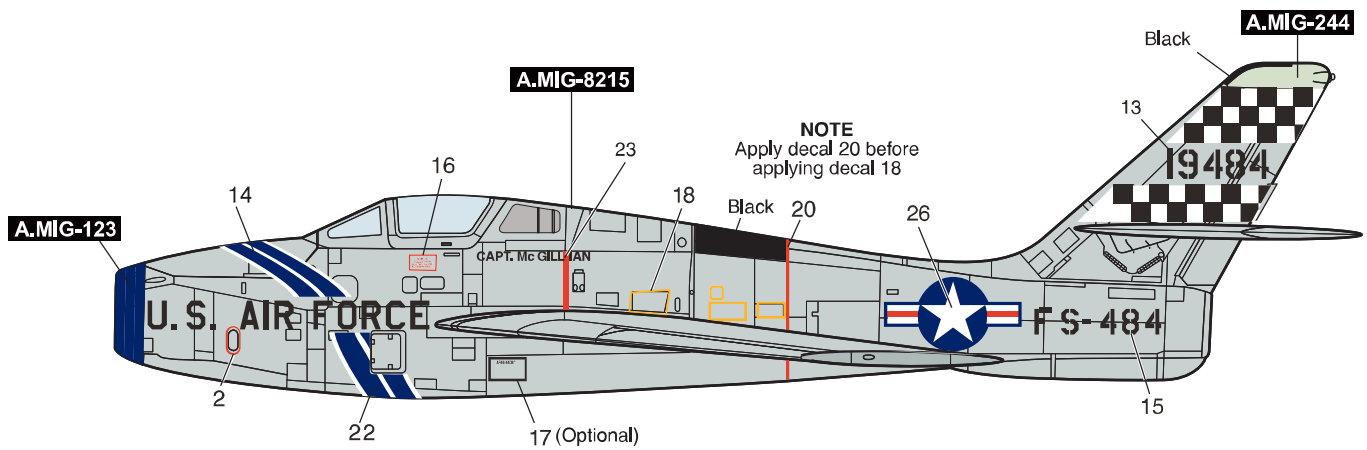 A.MIG-244
Black
A.MIG-8215
13
NOTE
Apply decal 20 before
applying decal 18
23
16
19484
14
18
Black
20
26
A.MIG-123
CAPT. Mc GILLMAN
U.S. AIR FORCE
FS-484
2
22
17 (Optional)
15